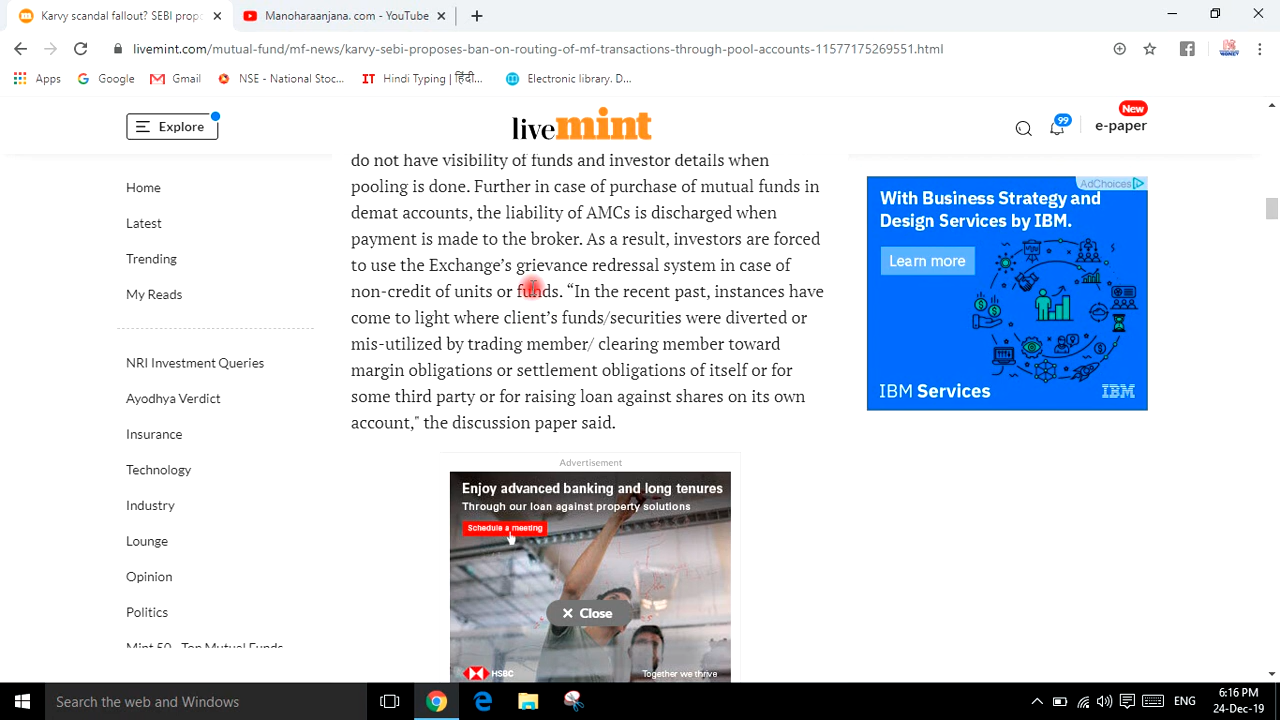 Karvy scandal fallout? SEBI prop
Manoharaanjana. com - YouTube
livemint.com/mutual-fund/mf-news/karvy-sebi-proposes-ban-on-routing-of-mf-transactions-through-pool-accounts-11577175269551.html
Apps
Google
Gmail
NSE - National Stoc...
IT Hindi Typing | हिंदी...
Electronic library. D...
Explore
livemint
99
New
e-paper
Home
Latest
Trending
My Reads
NRI Investment Queries
Ayodhya Verdict
Insurance
Technology
Industry
Lounge
Opinion
Politics
Mint 50 - Top Mutual Funds
do not have visibility of funds and investor details when
pooling is done. Further in case of purchase of mutual funds in
demat accounts, the liability of AMCs is discharged when
payment is made to the broker. As a result, investors are forced
to use the Exchange’s grievance redressal system in case of
non-credit of units or funds. “In the recent past, instances have
come to light where client’s funds/securities were diverted or
mis-utilized by trading member/ clearing member toward
margin obligations or settlement obligations of itself or for
some third party or for raising loan against shares on its own
account," the discussion paper said.
Advertisement
Enjoy advanced banking and long tenures
Through our loan against property solutions
Schedule a meeting
Close
HSBC
Together we thrive
AdChoices
With Business Strategy and
Design Services by IBM.
Learn more
IBM Services
IBM
Search the web and Windows
ENG
6:16 PM
24-Dec-19